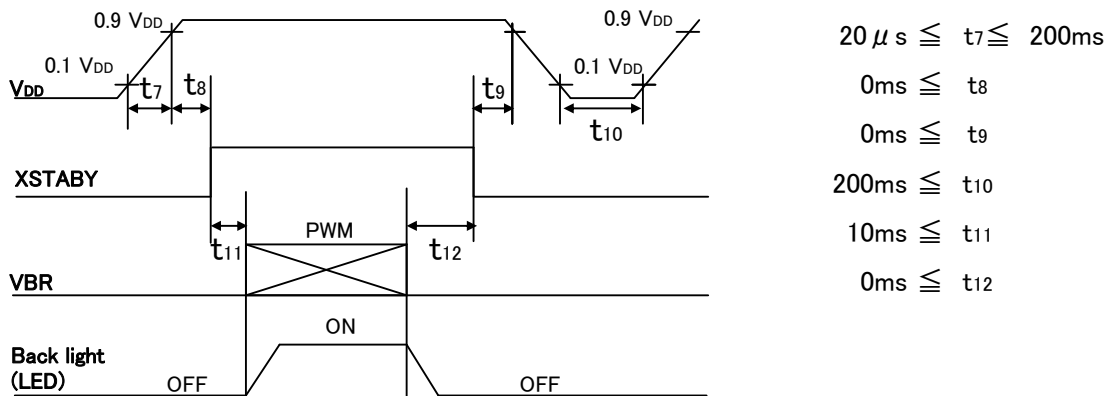 0.9 VDD
0.9 VDD
0.1 VDD
0.1 VDD
VDD
t7
t8
t9
t10
XSTABY
t11
PWM
t12
VBR
ON
Back light
(LED)
OFF
OFF
20μs ≦ t7≦ 200ms
0ms ≦ t8
0ms ≦ t9
200ms ≦ t10
10ms ≦ t11
0ms ≦ t12